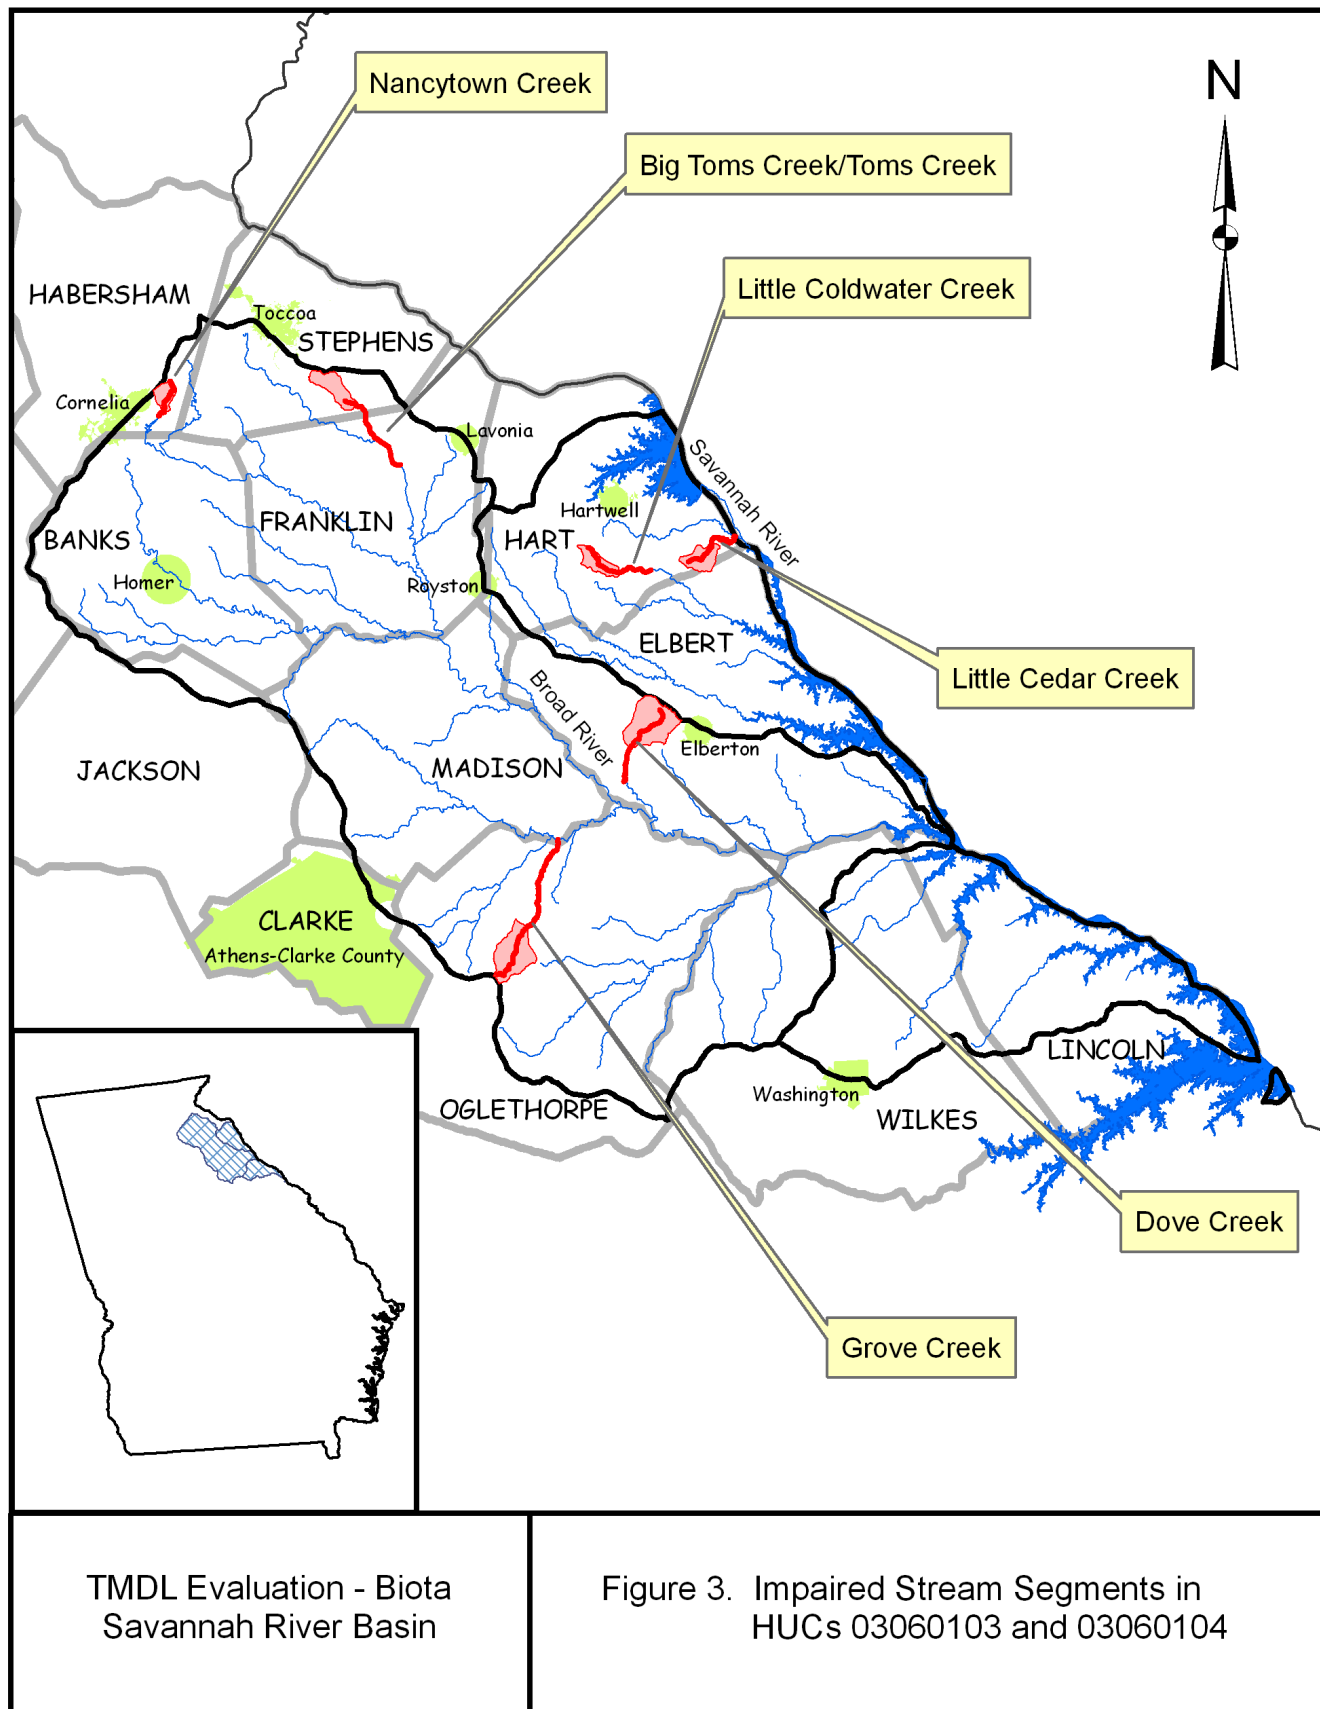 Nancytown Creek
N
Big Toms Creek/Toms Creek
Little Coldwater Creek
HABERSHAM
Toccoa
STEPHENS
Cornelia
Lavonia
Savannah River
Hartwell
BANKS
FRANKLIN
HART
Homer
Royston
ELBERT
Little Cedar Creek
Broad River
Elberton
JACKSON
MADISON
CLARKE
Athens-Clarke County
LINCOLN
Washington
OGLETHORPE
WILKES
Dove Creek
Grove Creek
TMDL Evaluation - Biota
Savannah River Basin
Figure 3. Impaired Stream Segments in
HUCs 03060103 and 03060104